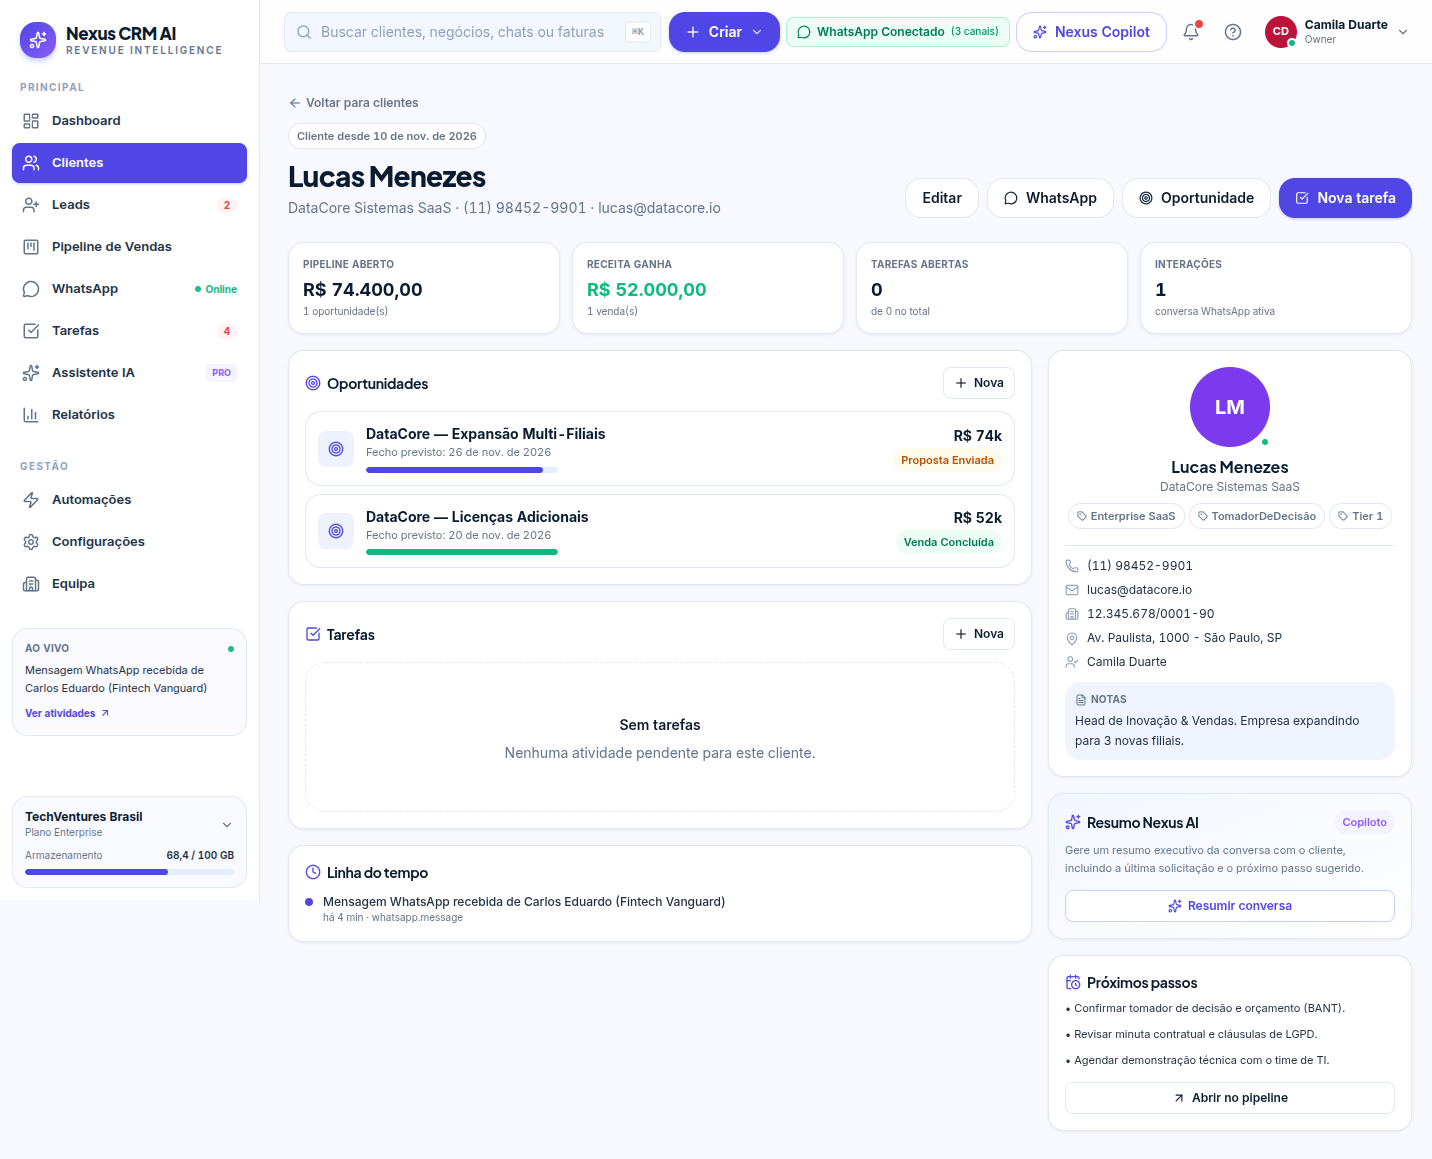 Nexus CRM AI
REVENUE INTELLIGENCE
PRINCIPAL
Dashboard
Clientes
Leads 2
Pipeline de Vendas
WhatsApp Online
Tarefas 4
Assistente IA PRO
Relatórios
GESTÃO
Automações
Configurações
Equipa
AO VIVO
Mensagem WhatsApp recebida de
Carlos Eduardo (Fintech Vanguard)
Ver atividades
TechVentures Brasil
Plano Enterprise
Armazenamento 68,4 / 100 GB
Buscar clientes, negócios, chats ou faturas ⌘K
Criar
WhatsApp Conectado (3 canais)
Nexus Copilot
CD
Camila Duarte
Owner
Voltar para clientes
Cliente desde 10 de nov. de 2026
Lucas Menezes
DataCore Sistemas SaaS · (11) 98452-9901 · lucas@datacore.io
Editar
WhatsApp
Oportunidade
Nova tarefa
PIPELINE ABERTO
R$ 74.400,00
1 oportunidade(s)
RECEITA GANHA
R$ 52.000,00
1 venda(s)
TAREFAS ABERTAS
0
de 0 no total
INTERAÇÕES
1
conversa WhatsApp ativa
Oportunidades
Nova
DataCore — Expansão Multi-Filiais
Fecho previsto: 26 de nov. de 2026
R$ 74k
Proposta Enviada
DataCore — Licenças Adicionais
Fecho previsto: 20 de nov. de 2026
R$ 52k
Venda Concluída
Tarefas
Nova
Sem tarefas
Nenhuma atividade pendente para este cliente.
Linha do tempo
Mensagem WhatsApp recebida de Carlos Eduardo (Fintech Vanguard)
há 4 min · whatsapp.message
LM
Lucas Menezes
DataCore Sistemas SaaS
Enterprise SaaS
TomadorDeDecisão
Tier 1
(11) 98452-9901
lucas@datacore.io
12.345.678/0001-90
Av. Paulista, 1000 - São Paulo, SP
Camila Duarte
NOTAS
Head de Inovação & Vendas. Empresa expandindo
para 3 novas filiais.
Resumo Nexus AI
Copiloto
Gere um resumo executivo da conversa com o cliente,
incluindo a última solicitação e o próximo passo sugerido.
Resumir conversa
Próximos passos
• Confirmar tomador de decisão e orçamento (BANT).
• Revisar minuta contratual e cláusulas de LGPD.
• Agendar demonstração técnica com o time de TI.
Abrir no pipeline